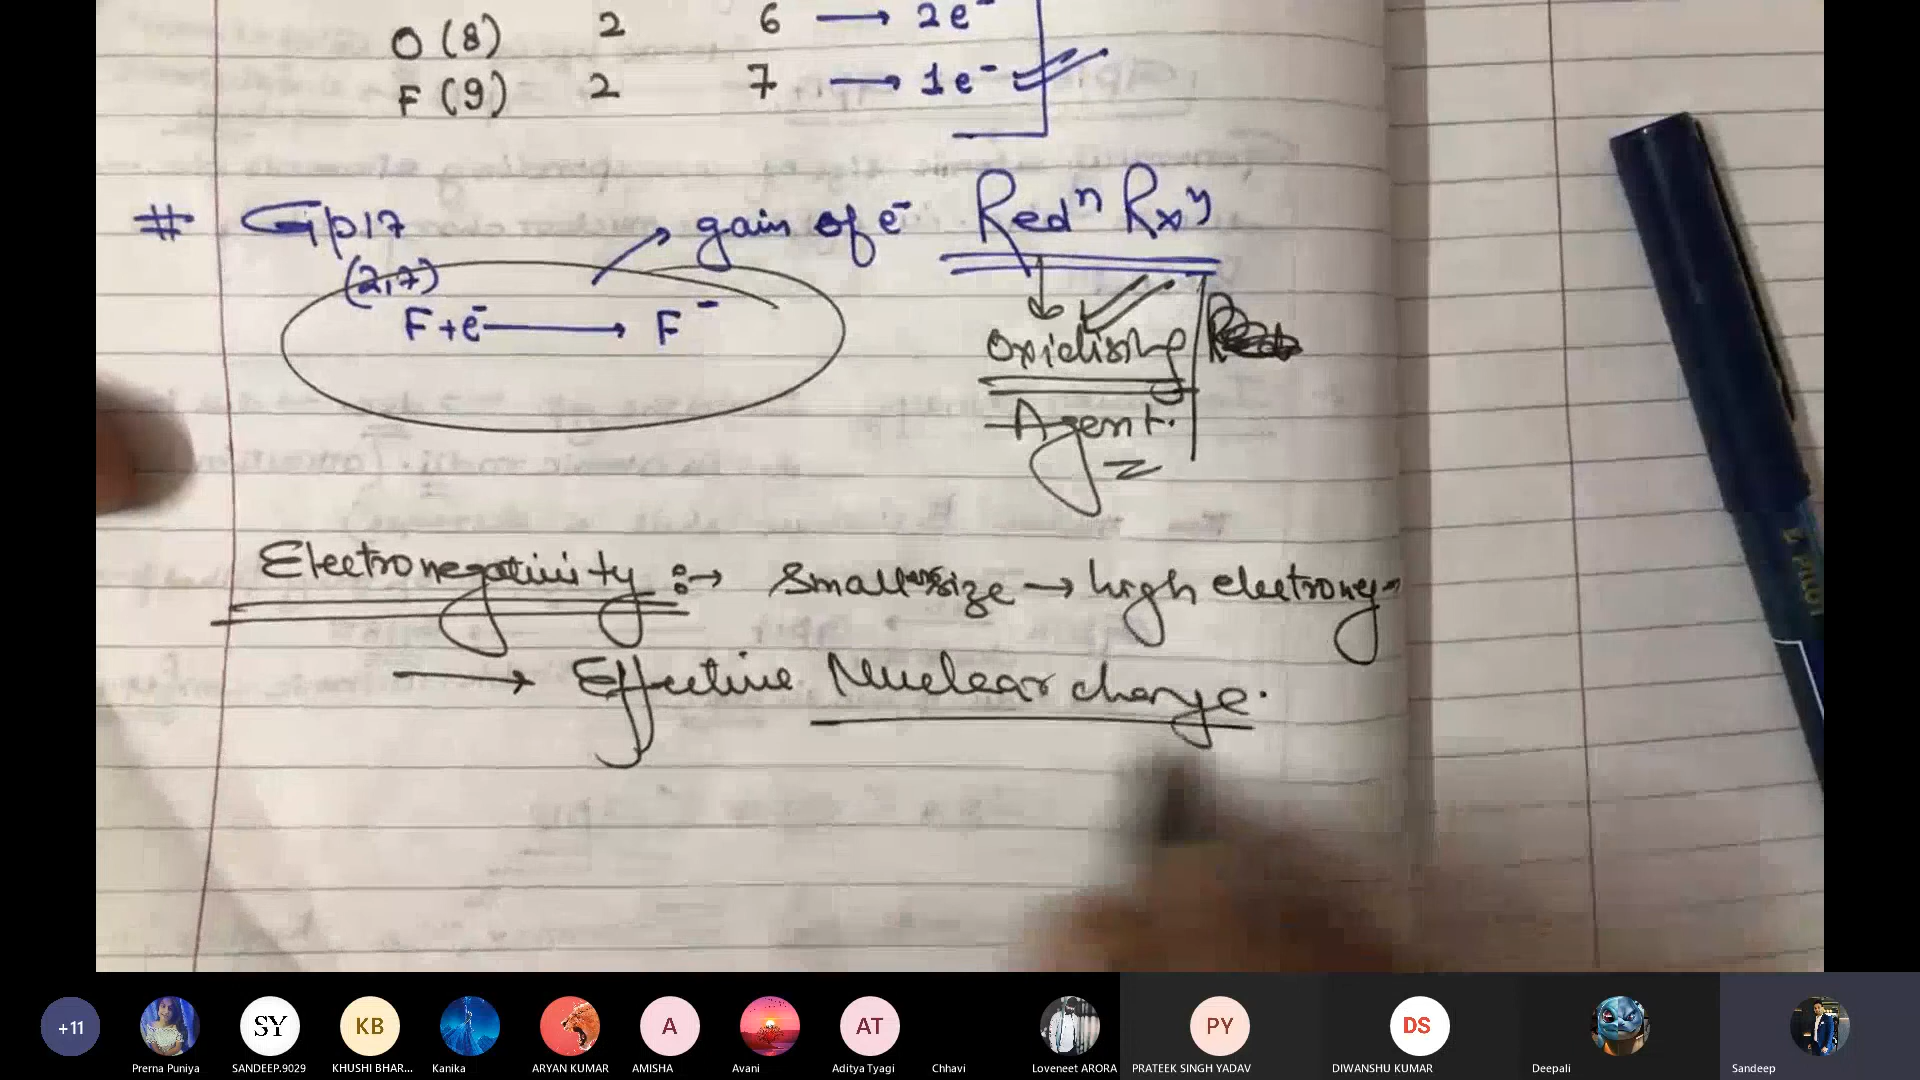 O (8) 2 6 → 2e⁻
F (9) 2 7 → 1e⁻
# Gp17 → gain of e⁻ Redⁿ Rxⁿ
(2,7)
F + e⁻ → F⁻
Oxidising
Agent.
Electronegativity :→ Small size → high electroneg
→ Effective Nuclear charge.
+11
SY
KB
A
AT
PY
DS
Prerna Puniya
SANDEEP.9029
KHUSHI BHAR...
Kanika
ARYAN KUMAR
AMISHA
Avani
Aditya Tyagi
Chhavi
Loveneet ARORA
PRATEEK SINGH YADAV
DIWANSHU KUMAR
Deepali
Sandeep